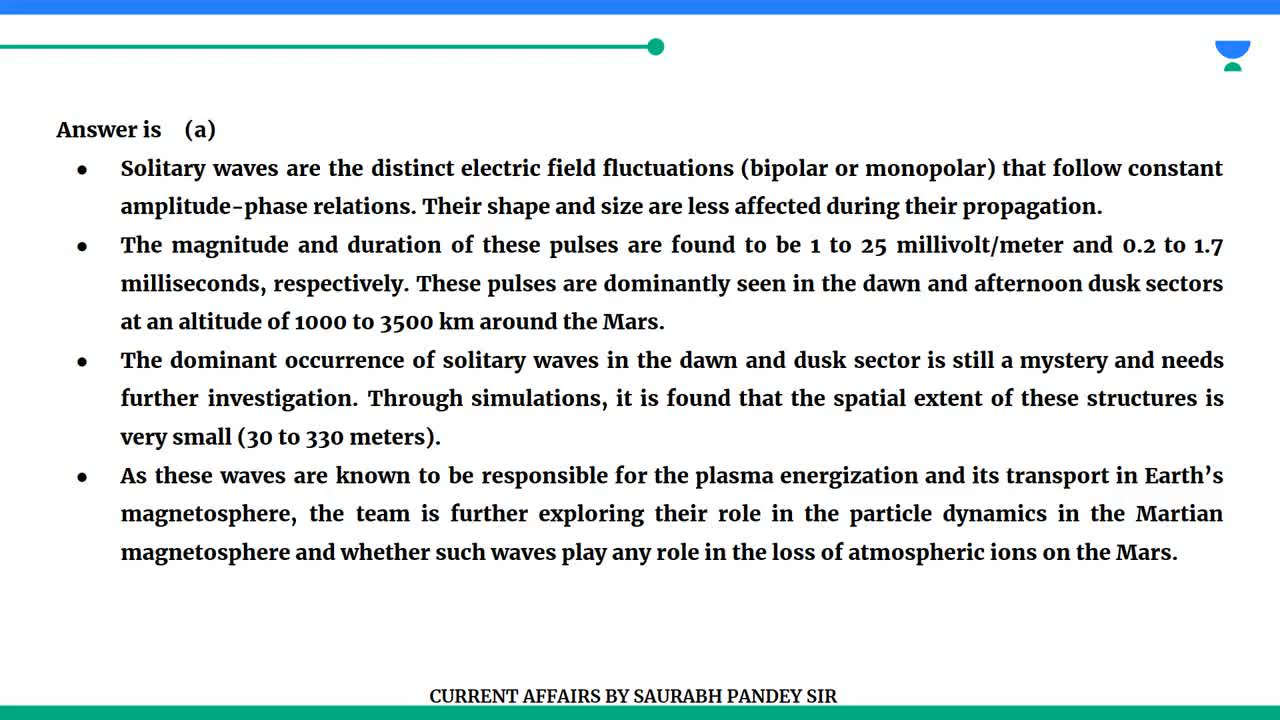 Answer is (a)
● Solitary waves are the distinct electric field fluctuations (bipolar or monopolar) that follow constant
amplitude-phase relations. Their shape and size are less affected during their propagation.
● The magnitude and duration of these pulses are found to be 1 to 25 millivolt/meter and 0.2 to 1.7
milliseconds, respectively. These pulses are dominantly seen in the dawn and afternoon dusk sectors
at an altitude of 1000 to 3500 km around the Mars.
● The dominant occurrence of solitary waves in the dawn and dusk sector is still a mystery and needs
further investigation. Through simulations, it is found that the spatial extent of these structures is
very small (30 to 330 meters).
● As these waves are known to be responsible for the plasma energization and its transport in Earth’s
magnetosphere, the team is further exploring their role in the particle dynamics in the Martian
magnetosphere and whether such waves play any role in the loss of atmospheric ions on the Mars.
CURRENT AFFAIRS BY SAURABH PANDEY SIR